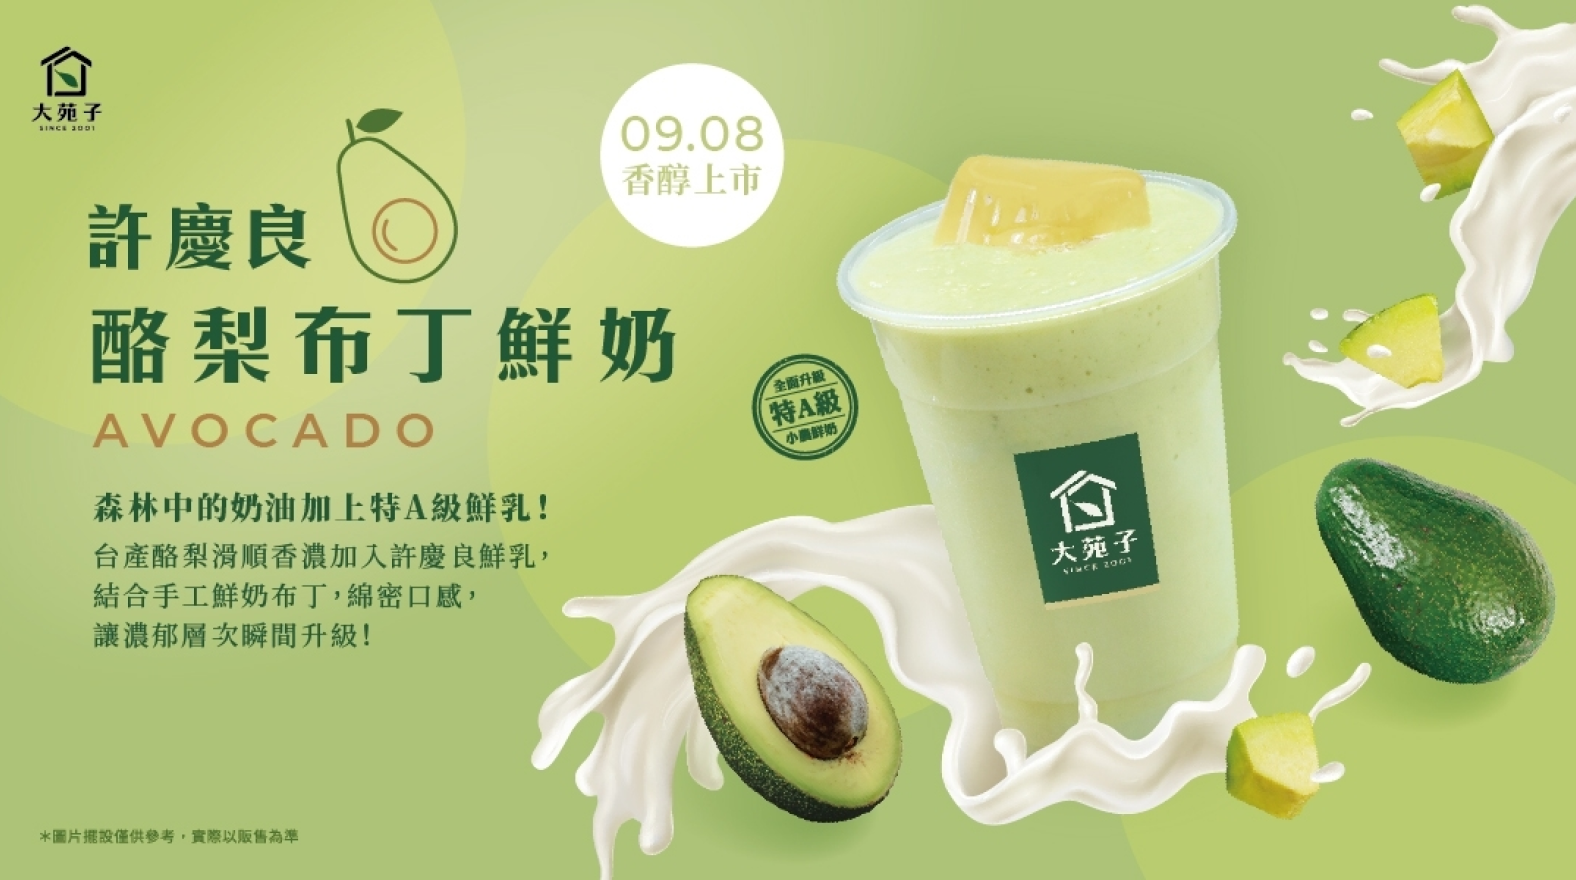 大苑子
SINCE 2001
09.08
香醇上市
許慶良
酪梨布丁鮮奶
AVOCADO
全面升級
特A級
小農鮮奶
森林中的奶油加上特A級鮮乳！
台產酪梨滑順香濃加入許慶良鮮乳，
結合手工鮮奶布丁，綿密口感，
讓濃郁層次瞬間升級！
大苑子
SINCE 2001
＊圖片擺設僅供參考，實際以販售為準